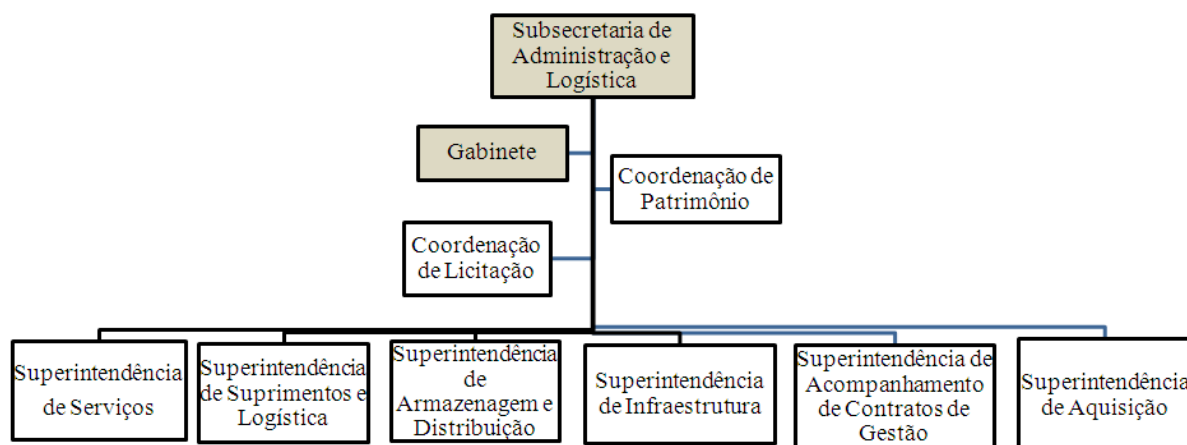 Subsecretaria de
Administração e
Logística
Gabinete
Coordenação de
Patrimônio
Coordenação
de Licitação
Superintendência
de Serviços
Superintendência
de Suprimentos e
Logística
Superintendência
de
Armazenagem e
Distribuição
Superintendência
de Infraestrutura
Superintendência de
Acompanhamento
de Contratos de
Gestão
Superintendência
de Aquisição